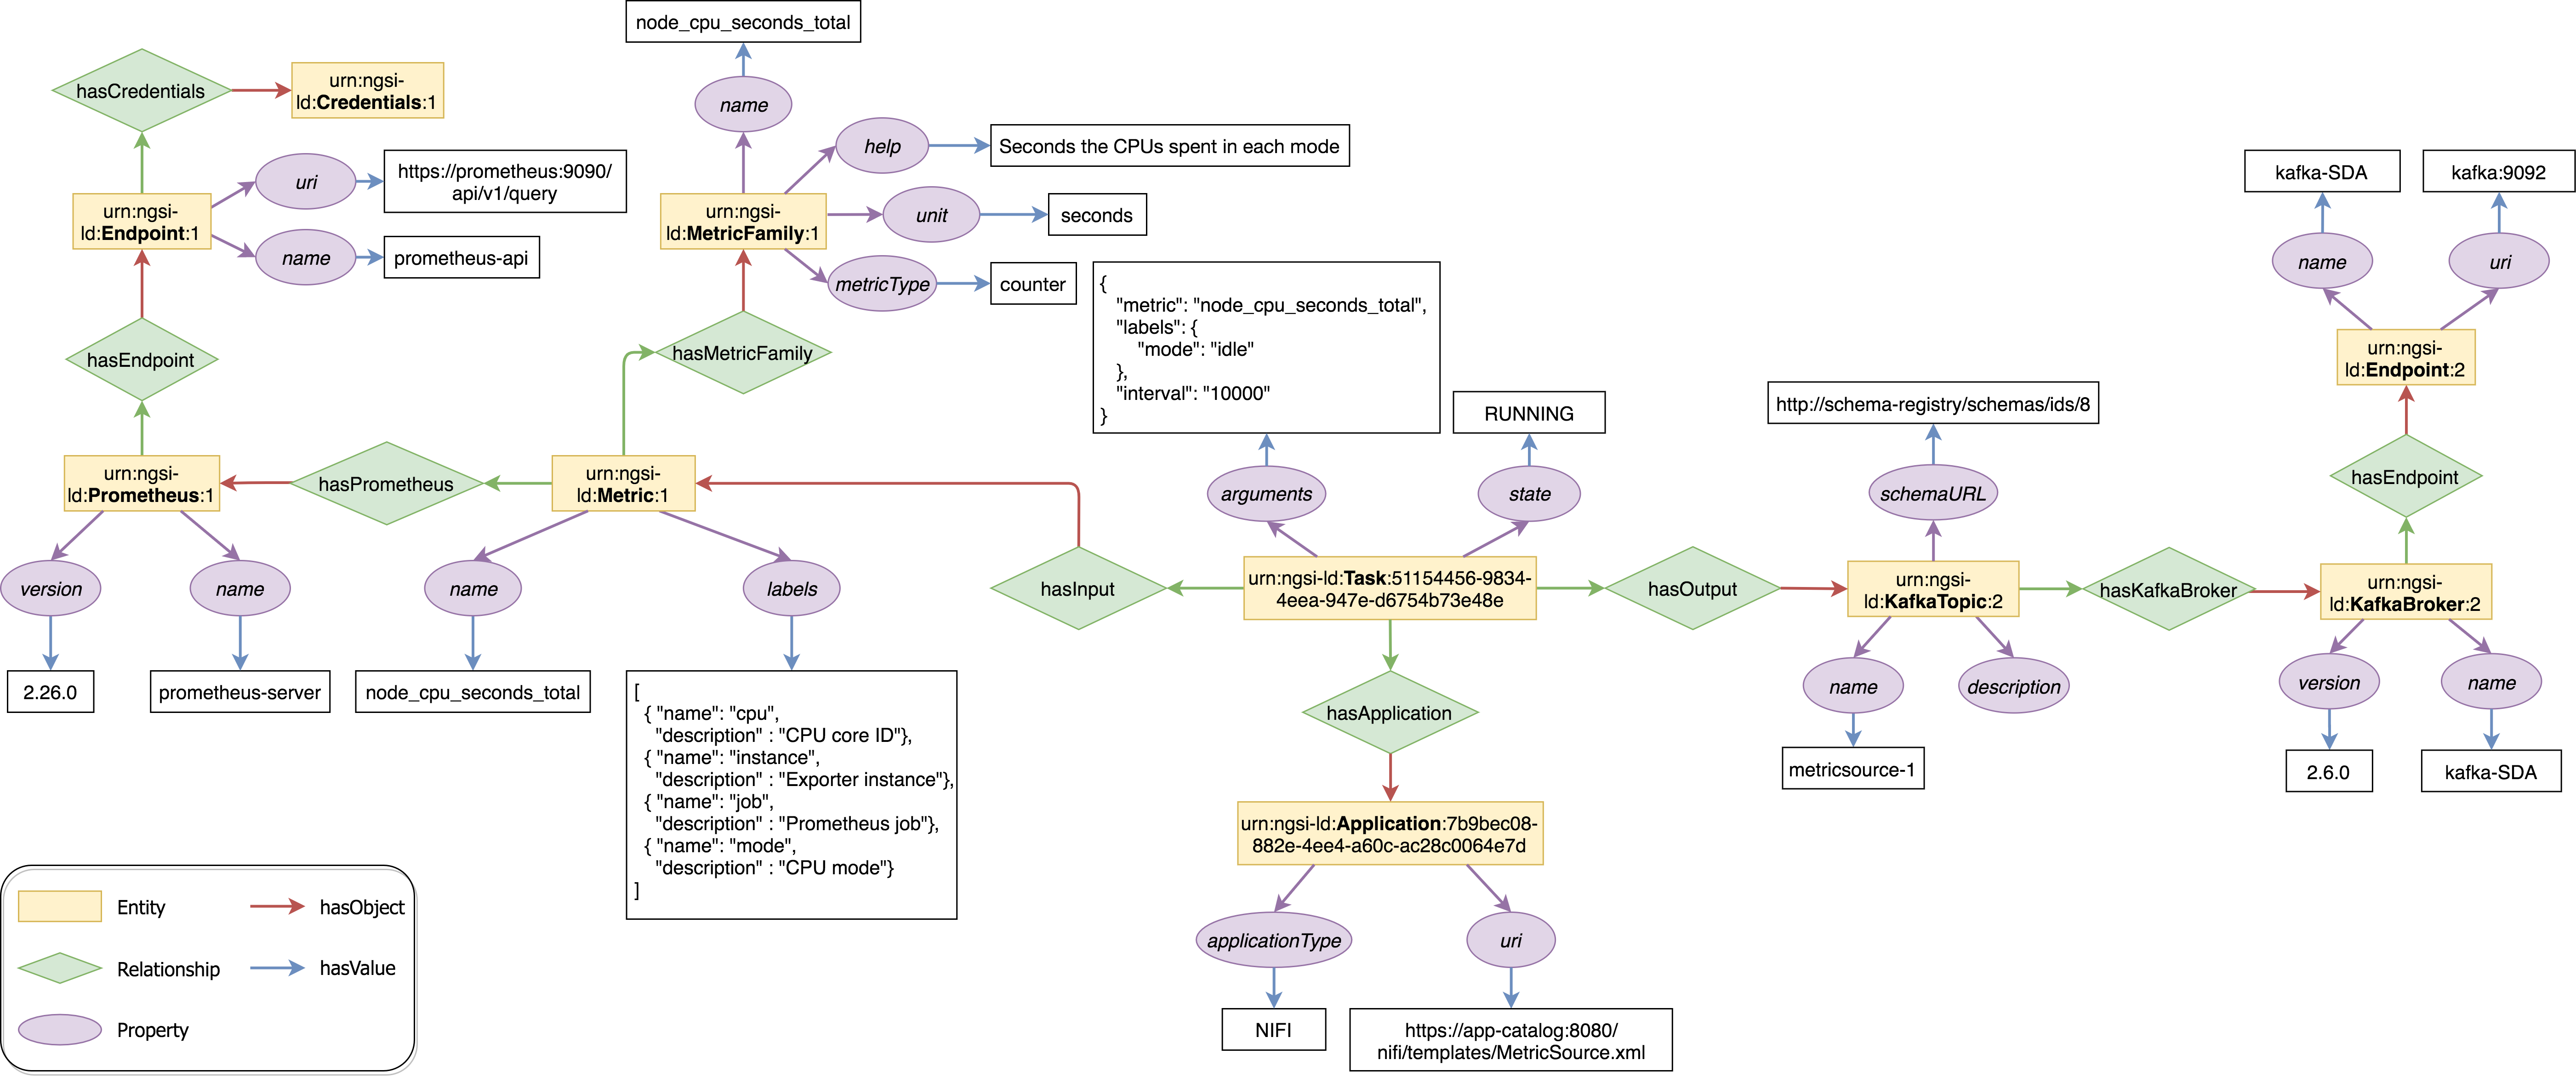 node_cpu_seconds_total
hasCredentials
urn:ngsi-
ld:Credentials:1
name
help
Seconds the CPUs spent in each mode
uri
https://prometheus:9090/
api/v1/query
urn:ngsi-
ld:Endpoint:1
name
prometheus-api
urn:ngsi-
ld:MetricFamily:1
unit
seconds
metricType
counter
kafka-SDA
kafka:9092
name
uri
hasEndpoint
hasMetricFamily
{
"metric": "node_cpu_seconds_total",
"labels": {
"mode": "idle"
},
"interval": "10000"
}
RUNNING
http://schema-registry/schemas/ids/8
urn:ngsi-
ld:Endpoint:2
urn:ngsi-
ld:Prometheus:1
hasPrometheus
urn:ngsi-
ld:Metric:1
arguments
state
schemaURL
hasEndpoint
version
name
name
labels
hasInput
urn:ngsi-ld:Task:51154456-9834-
4eea-947e-d6754b73e48e
hasOutput
urn:ngsi-
ld:KafkaTopic:2
hasKafkaBroker
urn:ngsi-
ld:KafkaBroker:2
2.26.0
prometheus-server
node_cpu_seconds_total
[
{ "name": "cpu",
"description" : "CPU core ID"},
{ "name": "instance",
"description" : "Exporter instance"},
{ "name": "job",
"description" : "Prometheus job"},
{ "name": "mode",
"description" : "CPU mode"}
]
hasApplication
name
description
version
name
metricsource-1
2.6.0
kafka-SDA
urn:ngsi-ld:Application:7b9bec08-
882e-4ee4-a60c-ac28c0064e7d
applicationType
uri
NIFI
https://app-catalog:8080/
nifi/templates/MetricSource.xml
Entity
hasObject
Relationship
hasValue
Property